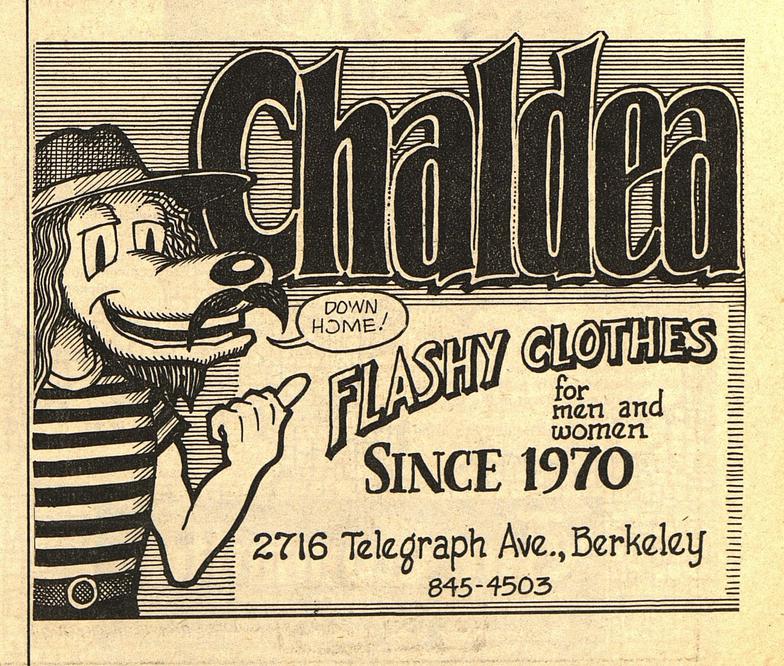 Chaldea
DOWN
HOME!
FLASHY CLOTHES
for
men and
women
SINCE 1970
2716 Telegraph Ave., Berkeley
845-4503